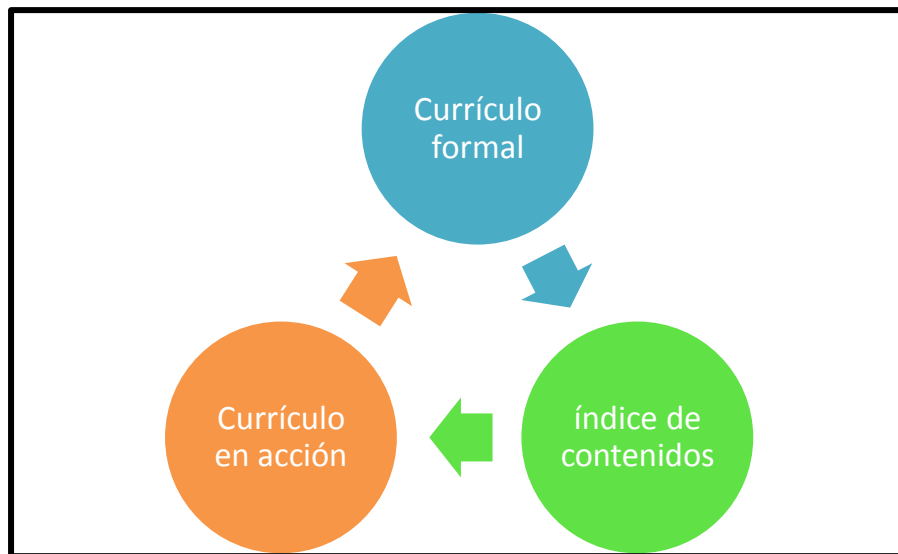 Currículo
formal
Currículo
en acción
índice de
contenidos